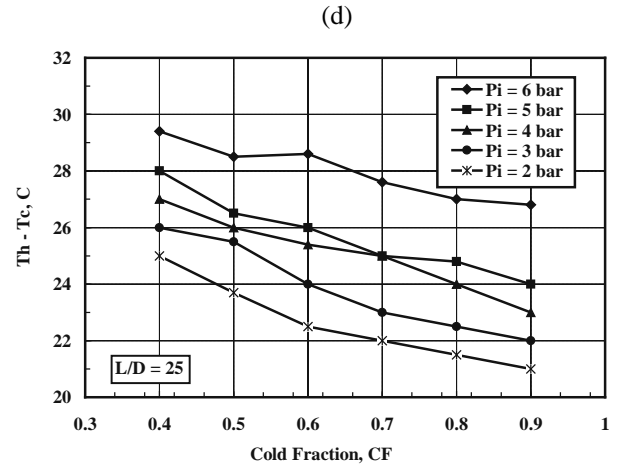 (d)
32
30
28
26
24
22
20
Th - Tc, C
Pi = 6 bar
Pi = 5 bar
Pi = 4 bar
Pi = 3 bar
Pi = 2 bar
L/D = 25
0.3 0.4 0.5 0.6 0.7 0.8 0.9 1
Cold Fraction, CF